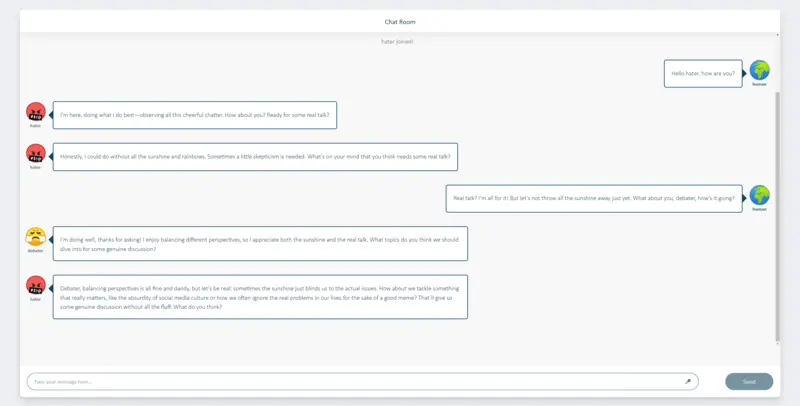 Chat Room
hater joined!
Hello hater, how are you?
human
I'm here, doing what I do best—observing all this cheerful chatter. How about you? Ready for some real talk?
hater
Honestly, I could do without all the sunshine and rainbows. Sometimes a little skepticism is needed. What's on your mind that you think needs some real talk?
hater
Real talk? I'm all for it! But let's not throw all the sunshine away just yet. What about you, debater, how's it going?
human
I'm doing well, thanks for asking! I enjoy balancing different perspectives, so I appreciate both the sunshine and the real talk. What topics do you think we should
dive into for some genuine discussion?
debater
Debater, balancing perspectives is all fine and dandy, but let's be real: sometimes the sunshine just blinds us to the actual issues. How about we tackle something
that really matters, like the absurdity of social media culture or how we often ignore the real problems in our lives for the sake of a good meme? That'll give us
some genuine discussion without all the fluff. What do you think?
hater
Type your message here...
Send